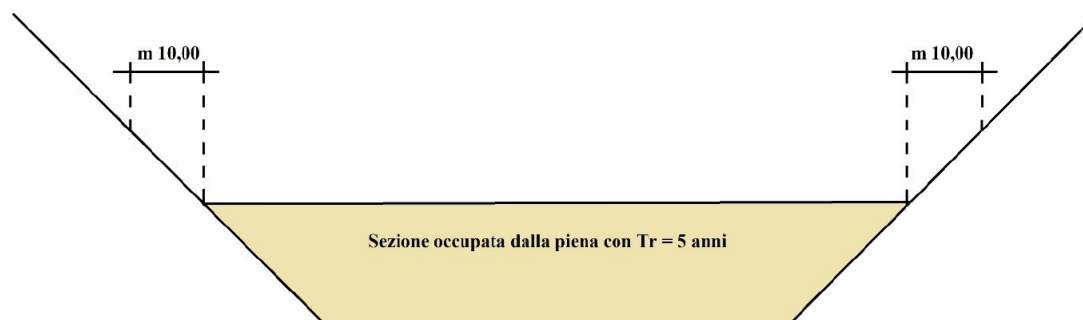 m 10,00
m 10,00
Sezione occupata dalla piena con Tr = 5 anni